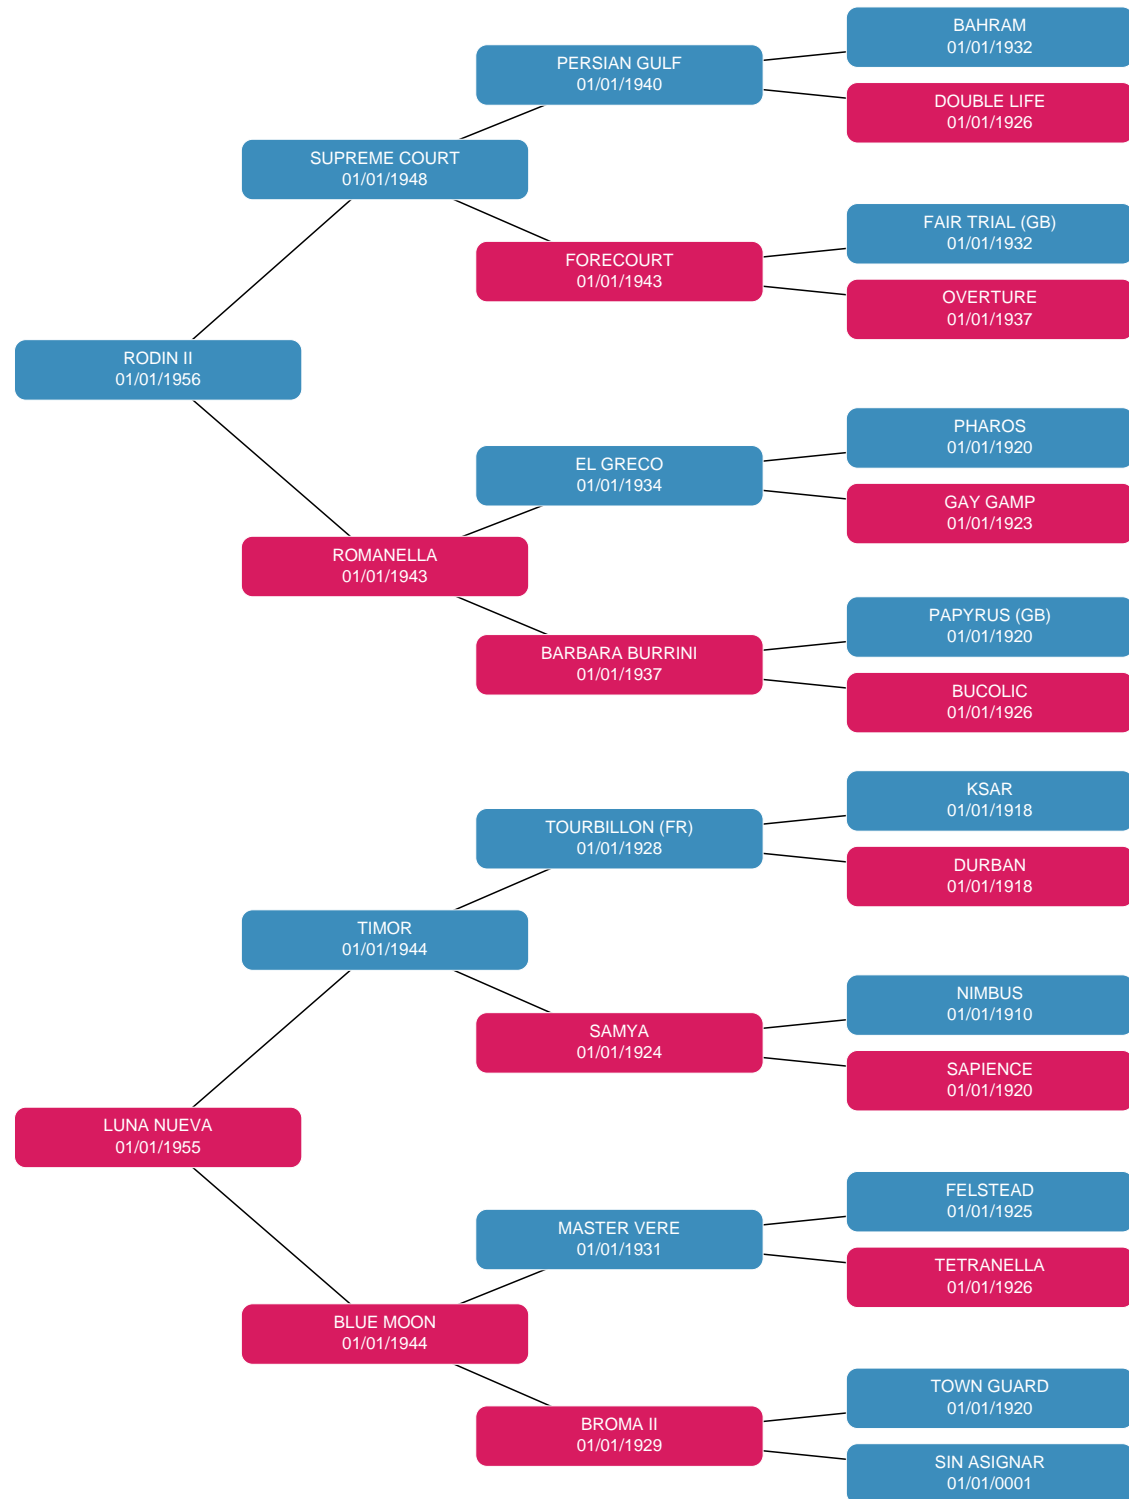 BAHRAM
01/01/1932
PERSIAN GULF
01/01/1940
DOUBLE LIFE
01/01/1926
SUPREME COURT
01/01/1948
FAIR TRIAL (GB)
01/01/1932
FORECOURT
01/01/1943
OVERTURE
01/01/1937
RODIN II
01/01/1956
PHAROS
01/01/1920
EL GRECO
01/01/1934
GAY GAMP
01/01/1923
ROMANELLA
01/01/1943
PAPYRUS (GB)
01/01/1920
BARBARA BURRINI
01/01/1937
BUCOLIC
01/01/1926
KSAR
01/01/1918
TOURBILLON (FR)
01/01/1928
DURBAN
01/01/1918
TIMOR
01/01/1944
NIMBUS
01/01/1910
SAMYA
01/01/1924
SAPIENCE
01/01/1920
LUNA NUEVA
01/01/1955
FELSTEAD
01/01/1925
MASTER VERE
01/01/1931
TETRANELLA
01/01/1926
BLUE MOON
01/01/1944
TOWN GUARD
01/01/1920
BROMA II
01/01/1929
SIN ASIGNAR
01/01/0001